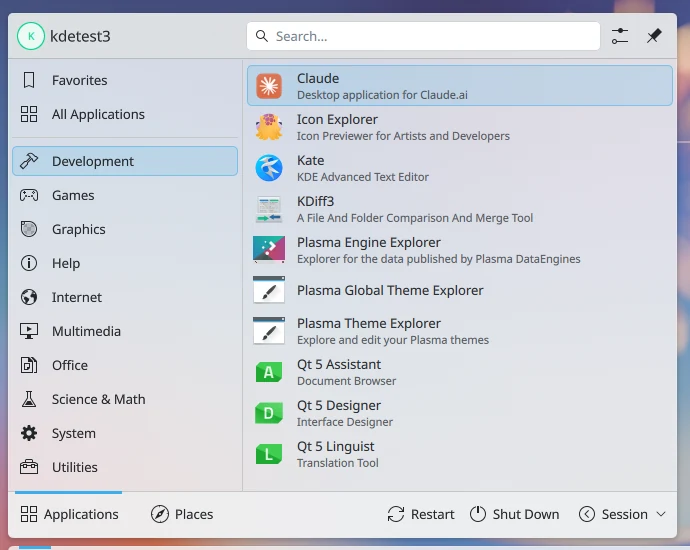 K
kdetest3
Search...
Favorites
All Applications
Development
Games
Graphics
Help
Internet
Multimedia
Office
Science & Math
System
Utilities
Claude
Desktop application for Claude.ai
Icon Explorer
Icon Previewer for Artists and Developers
Kate
KDE Advanced Text Editor
KDiff3
A File And Folder Comparison And Merge Tool
Plasma Engine Explorer
Explorer for the data published by Plasma DataEngines
Plasma Global Theme Explorer
Plasma Theme Explorer
Explore and edit your Plasma themes
A
Qt 5 Assistant
Document Browser
D
Qt 5 Designer
Interface Designer
L
Qt 5 Linguist
Translation Tool
Applications
Places
Restart
Shut Down
Session